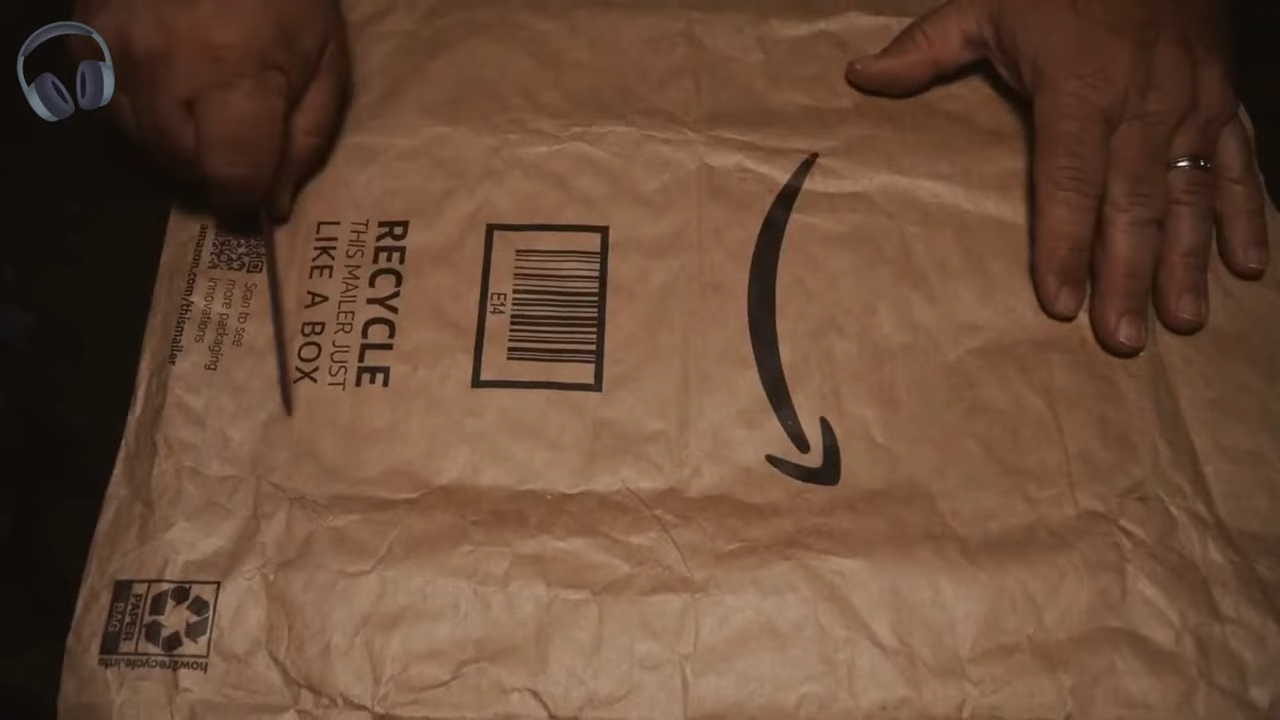 RECYCLE
THIS MAILER JUST
LIKE A BOX
Scan to see
more packaging
innovations
amazon.com/thismailer
E14
PAPER
BAG
how2recycle.info